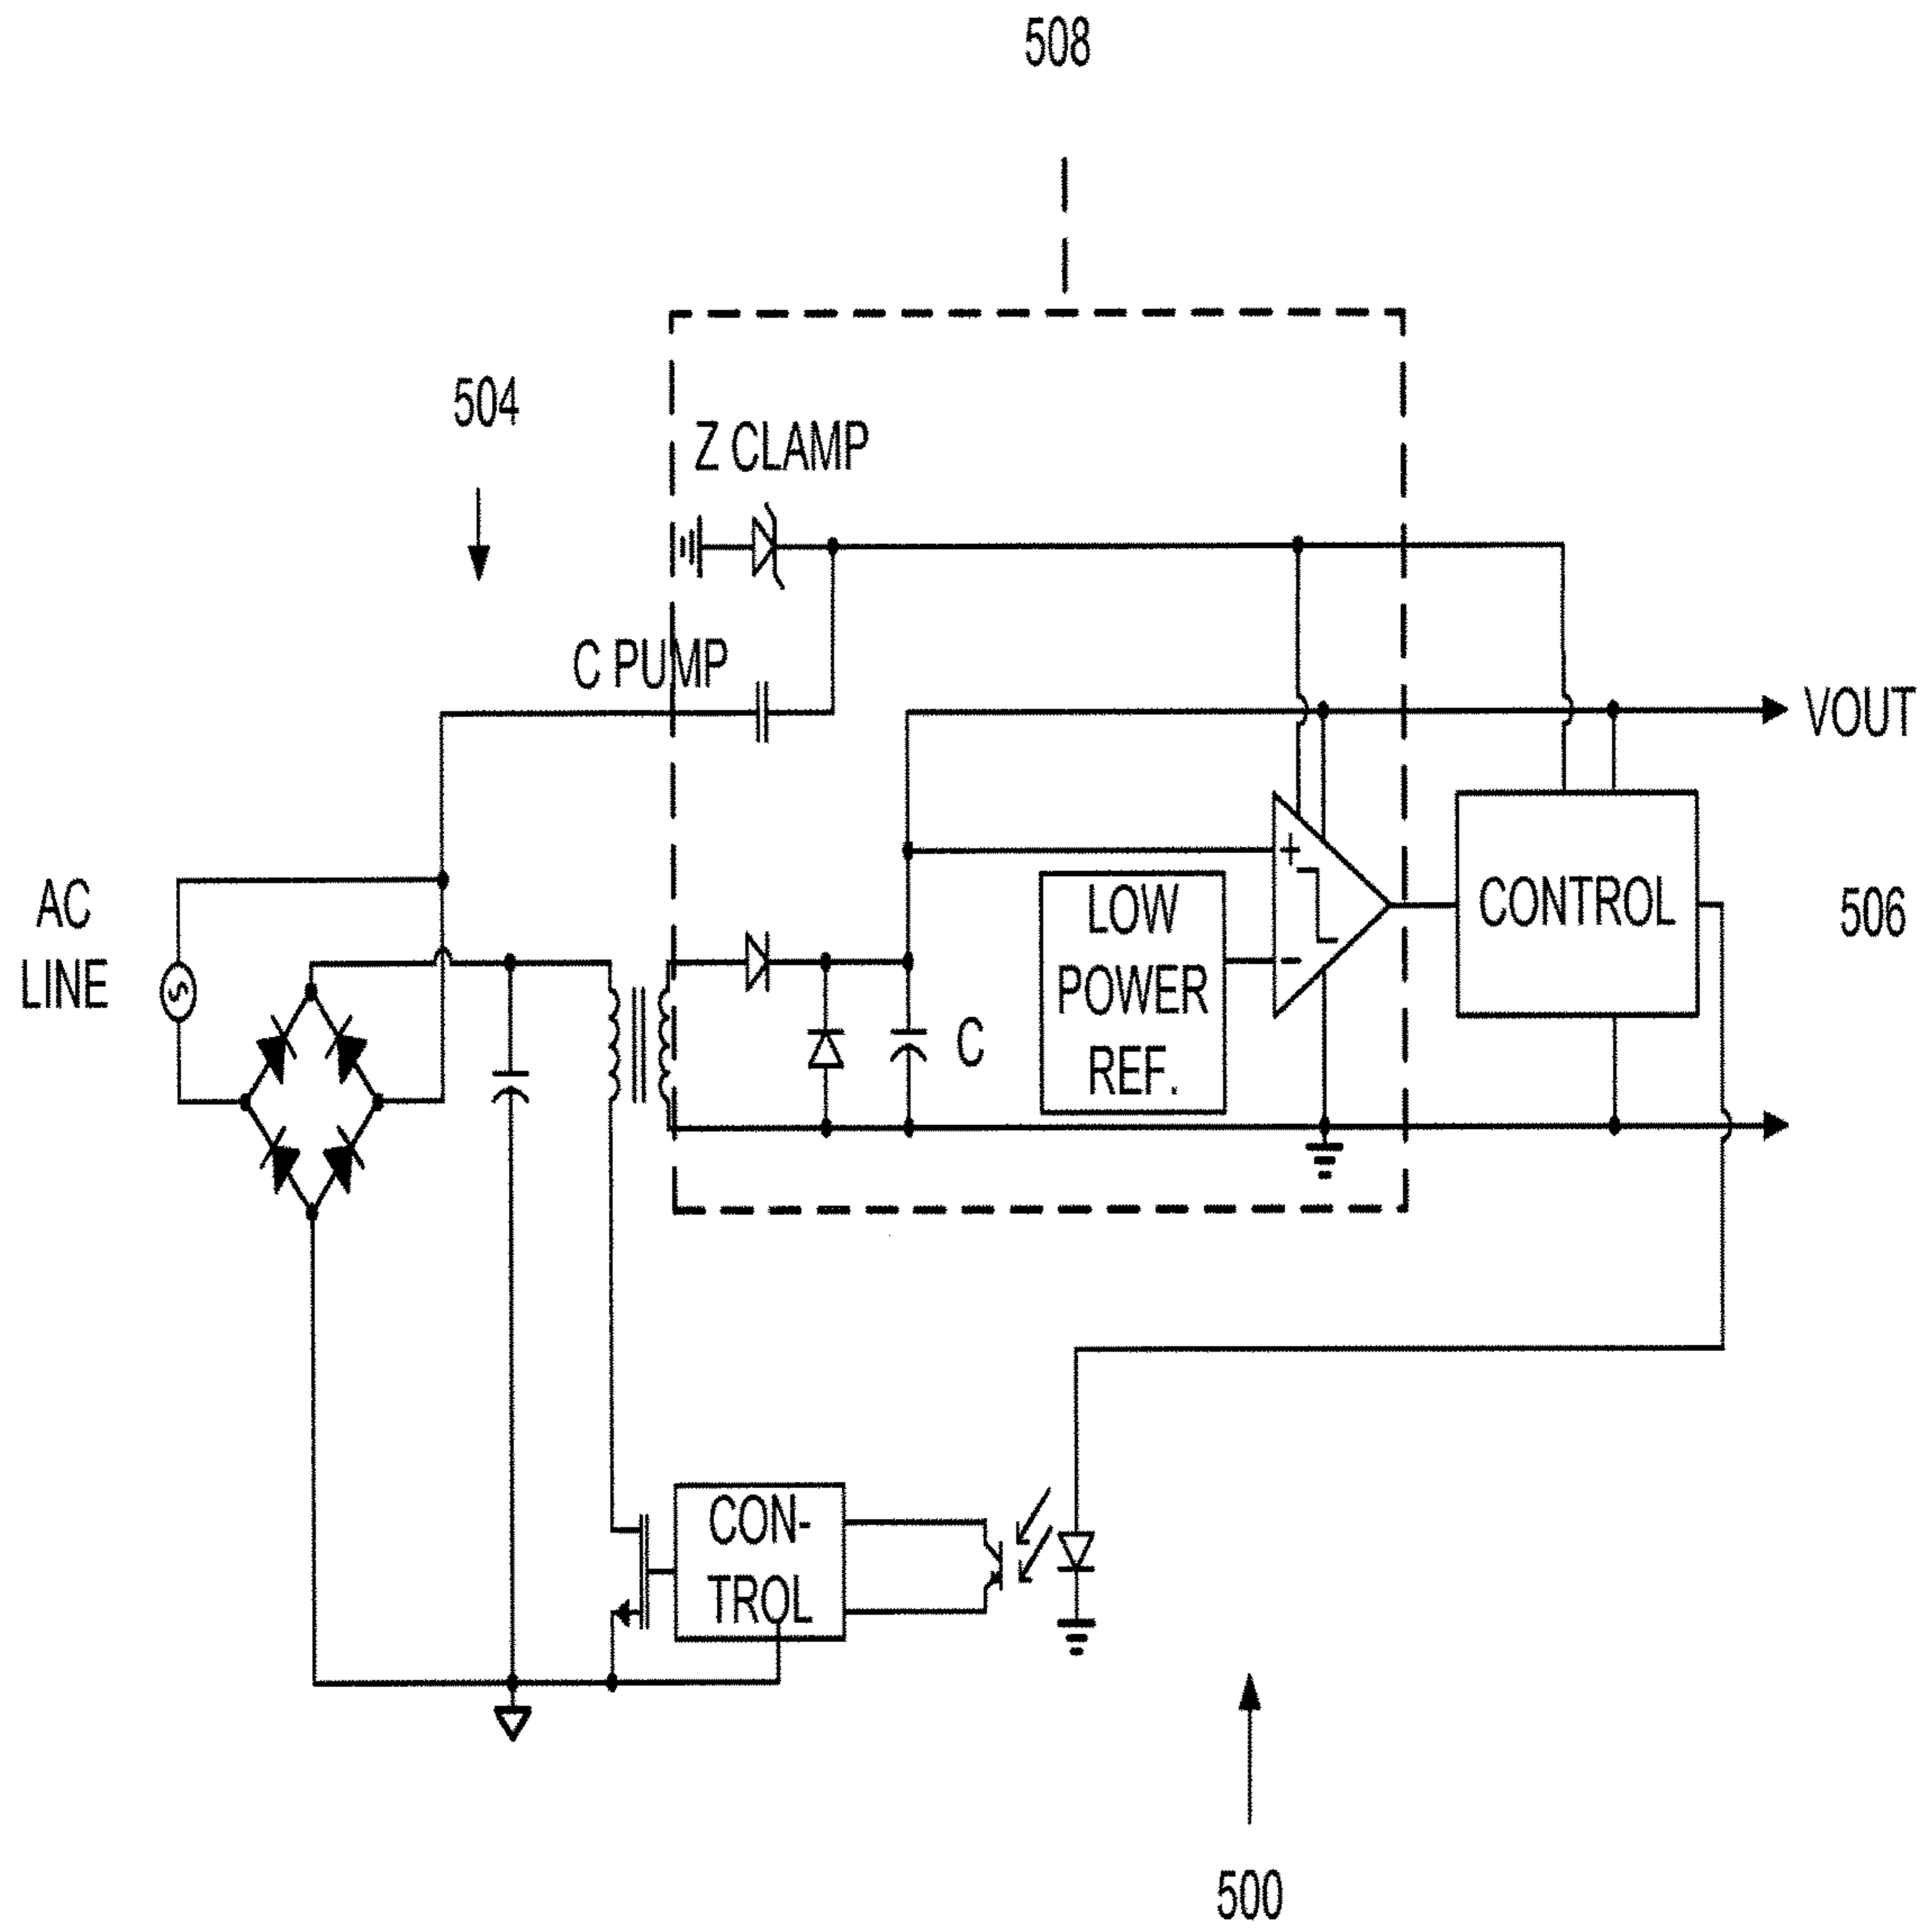 508
504
Z CLAMP
C PUMP
VOUT
AC
LINE
LOW
POWER
REF.
+
−
CONTROL
506
C
CON-
TROL
500